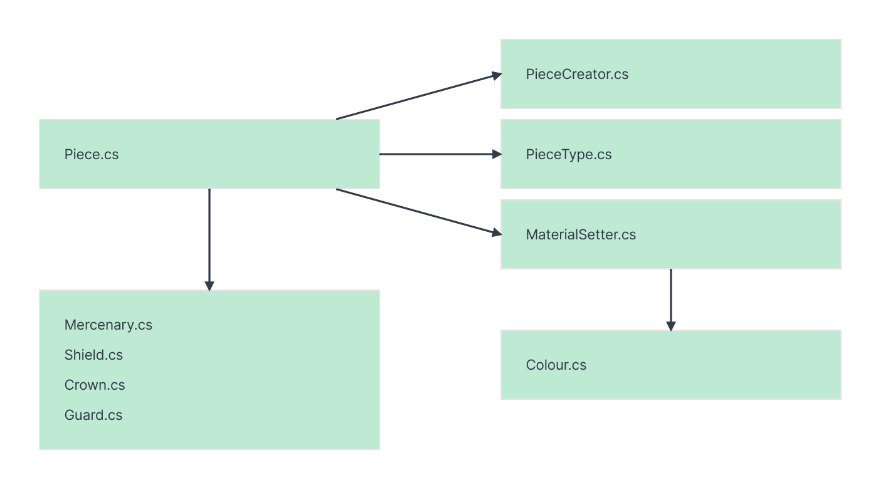 PieceCreator.cs
Piece.cs
PieceType.cs
MaterialSetter.cs
Mercenary.cs
Shield.cs
Crown.cs
Guard.cs
Colour.cs